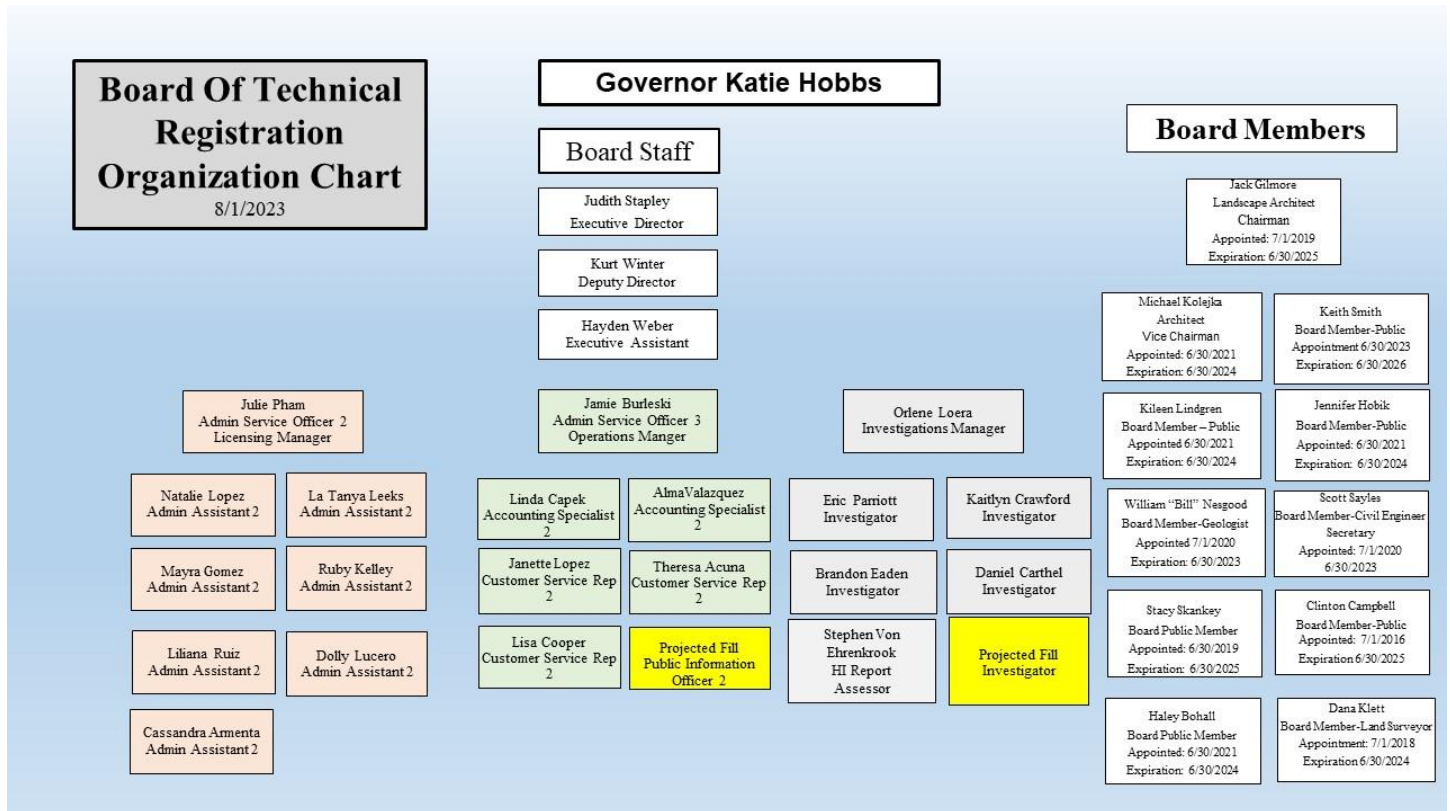 Board Of Technical
Registration
Organization Chart
8/1/2023
Governor Katie Hobbs
Board Staff
Judith Stapley
Executive Director
Kurt Winter
Deputy Director
Hayden Weber
Executive Assistant
Julie Pham
Admin Service Officer 2
Licensing Manager
Natalie Lopez
Admin Assistant 2
La Tanya Leeks
Admin Assistant 2
Mayra Gomez
Admin Assistant 2
Ruby Kelley
Admin Assistant 2
Liliana Ruiz
Admin Assistant 2
Dolly Lucero
Admin Assistant 2
Cassandra Armenta
Admin Assistant 2
Jamie Burleski
Admin Service Officer 3
Operations Manger
Linda Capek
Accounting Specialist
2
AlmaValazquez
Accounting Specialist
2
Janette Lopez
Customer Service Rep
2
Theresa Acuna
Customer Service Rep
2
Lisa Cooper
Customer Service Rep
2
Projected Fill
Public Information
Officer 2
Orlene Loera
Investigations Manager
Eric Parriott
Investigator
Kaitlyn Crawford
Investigator
Brandon Eaden
Investigator
Daniel Carthel
Investigator
Stephen Von
Ehrenkrook
HI Report
Assessor
Projected Fill
Investigator
Board Members
Jack Gilmore
Landscape Architect
Chairman
Appointed: 7/1/2019
Expiration: 6/30/2025
Michael Kolejka
Architect
Vice Chairman
Appointed: 6/30/2021
Expiration: 6/30/2024
Keith Smith
Board Member-Public
Appointment 6/30/2023
Expiration: 6/30/2026
Kileen Lindgren
Board Member – Public
Appointed 6/30/2021
Expiration: 6/30/2024
Jennifer Hobik
Board Member-Public
Appointed: 6/30/2021
Expiration: 6/30/2024
William “Bill” Nesgood
Board Member-Geologist
Appointed 7/1/2020
Expiration: 6/30/2023
Scott Sayles
Board Member-Civil Engineer
Secretary
Appointed: 7/1/2020
6/30/2023
Stacy Skankey
Board Public Member
Appointed: 6/30/2019
Expiration: 6/30/2025
Clinton Campbell
Board Member-Public
Appointed: 7/1/2016
Expiration 6/30/2025
Haley Bohall
Board Public Member
Appointed: 6/30/2021
Expiration: 6/30/2024
Dana Klett
Board Member-Land Surveyor
Appointment: 7/1/2018
Expiration 6/30/2024